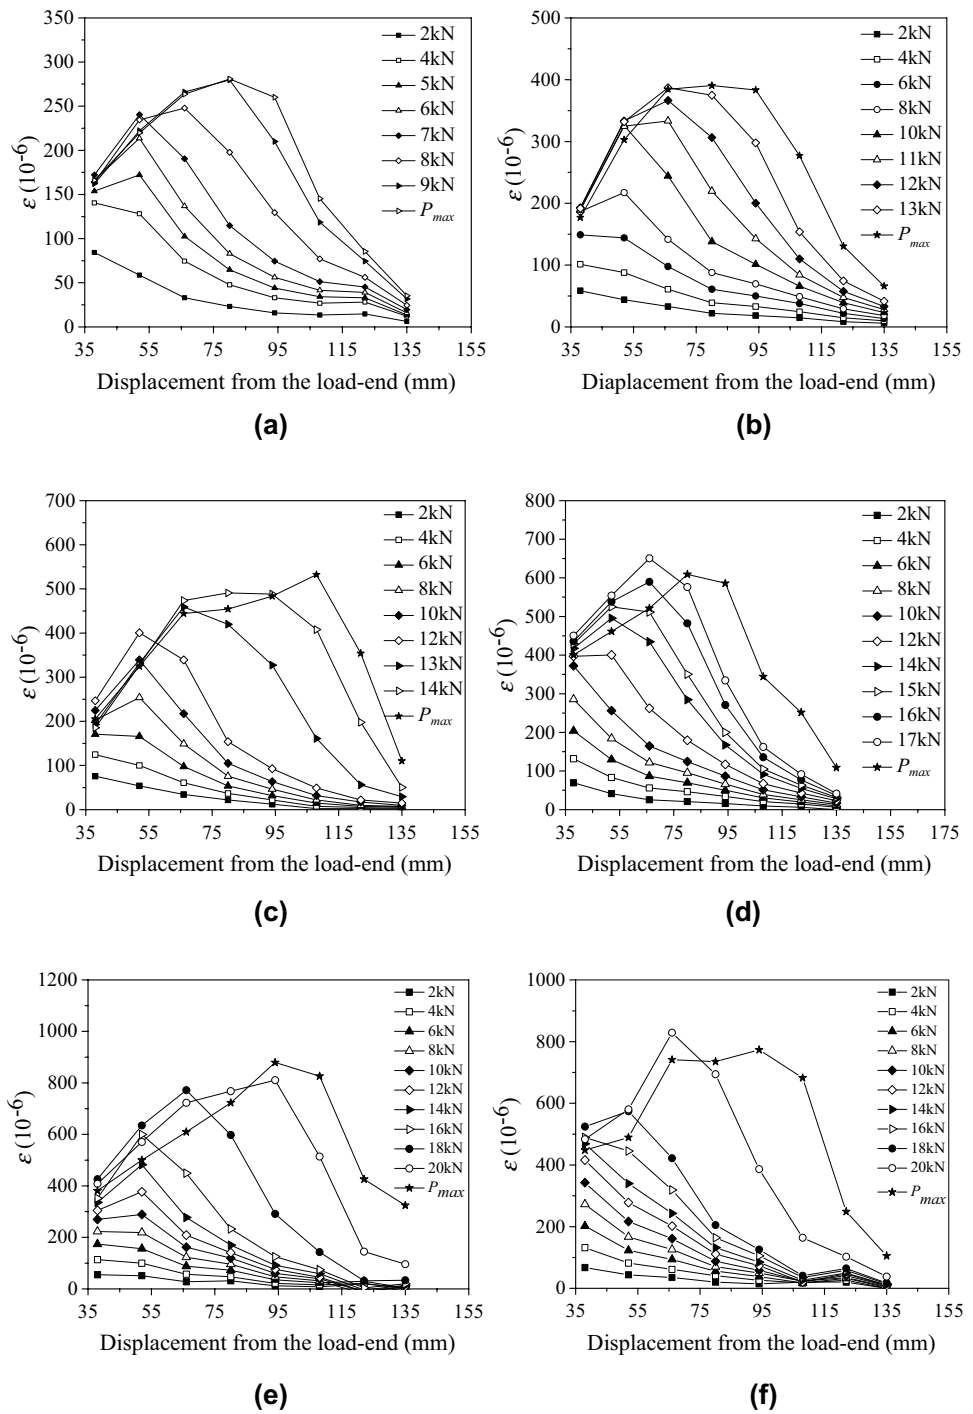 350
300
250
200
150
100
50
0
35 55 75 95 115 135 155
ε (10-6)
2kN
4kN
5kN
6kN
7kN
8kN
9kN
Pmax
Displacement from the load-end (mm)
(a)
500
400
300
200
100
0
35 55 75 95 115 135 155
ε (10-6)
2kN
4kN
6kN
8kN
10kN
11kN
12kN
13kN
Pmax
Diaplacement from the load-end (mm)
(b)
700
600
500
400
300
200
100
0
35 55 75 95 115 135 155
ε (10-6)
2kN
4kN
6kN
8kN
10kN
12kN
13kN
14kN
Pmax
Displacement from the load-end (mm)
(c)
800
700
600
500
400
300
200
100
0
35 55 75 95 115 135 155 175
ε (10-6)
2kN
4kN
6kN
8kN
10kN
12kN
14kN
15kN
16kN
17kN
Pmax
Displacement from the load-end (mm)
(d)
1200
1000
800
600
400
200
0
35 55 75 95 115 135 155
ε (10-6)
2kN
4kN
6kN
8kN
10kN
12kN
14kN
16kN
18kN
20kN
Pmax
Displacement from the load-end (mm)
(e)
1000
800
600
400
200
0
35 55 75 95 115 135 155
ε (10-6)
2kN
4kN
6kN
8kN
10kN
12kN
14kN
16kN
18kN
20kN
Pmax
Displacement from the load-end (mm)
(f)